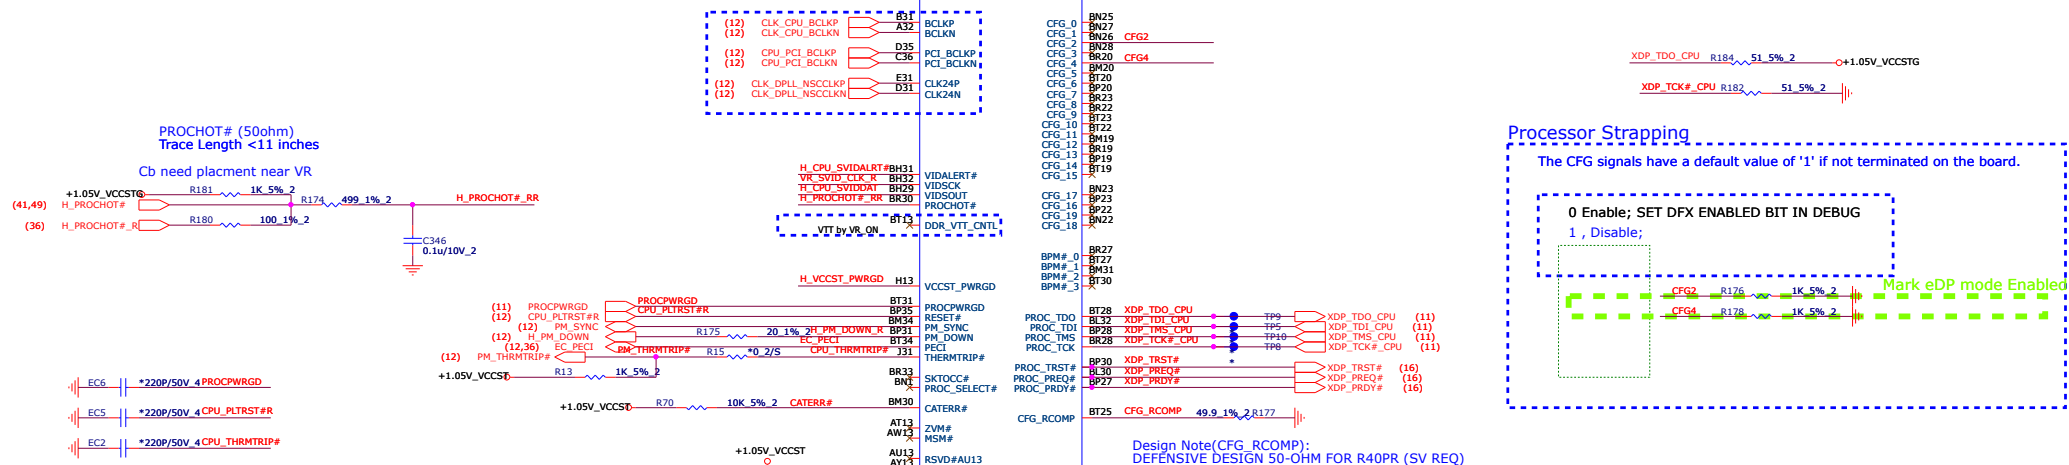 B31
(12) CLK_CPU_BCLKP BCLKP
A32
(12) CLK_CPU_BCLKN BCLKN
D35
(12) CPU_PCI_BCLKP PCI_BCLKP
C36
(12) CPU_PCI_BCLKN PCI_BCLKN
E31
(12) CLK_DPLL_NSCCLKP CLK24P
D31
(12) CLK_DPLL_NSCCLKN CLK24N
PROCHOT# (50ohm)
Trace Length <11 inches
Cb need placment near VR
+1.05V_VCCSTG R181 1K_5%_2
(41,49) H_PROCHOT# R174 499_1%_2 H_PROCHOT#_RR
(36) H_PROCHOT#_R R180 100_1%_2
C346
0.1u/10V_2
H_CPU_SVIDALRT# BH31 VIDALERT#
VR_SVID_CLK_R BH32 VIDSCK
H_CPU_SVIDDAT BH29 VIDSOUT
H_PROCHOT#_RR BR30 PROCHOT#
BT13
VTT by VR_ON DDR_VTT_CNTL
H_VCCST_PWRGD H13 VCCST_PWRGD
(11) PROCPWRGD PROCPWRGD BT31 PROCPWRGD
(12) CPU_PLTRST#R CPU_PLTRST#R BP35 RESET#
(12) PM_SYNC BM34 PM_SYNC
(12) H_PM_DOWN R175 20_1%_2 H_PM_DOWN_R BP31 PM_DOWN
(12,36) EC_PECI EC_PECI BT34 PECI
(12) PM_THRMTRIP# PM_THRMTRIP# R15 *0_2/S CPU_THRMTRIP# J31 THERMTRIP#
+1.05V_VCCST R13 1K_5%_2
BR33 SKTOCC#
BN1 PROC_SELECT#
+1.05V_VCCST R70 10K_5%_2 CATERR# BM30 CATERR#
AT13 ZVM#
AW13 MSM#
+1.05V_VCCST
AU13 RSVD#AU13
AY13
EC6 *220P/50V_4 PROCPWRGD
EC5 *220P/50V_4 CPU_PLTRST#R
EC2 *220P/50V_4 CPU_THRMTRIP#
CFG_0 BN25
CFG_1 BN27
CFG_2 BN26 CFG2
CFG_3 BN28
CFG_4 BR20 CFG4
CFG_5 BM20
CFG_6 BT20
CFG_7 BP20
CFG_8 BR23
CFG_9 BR22
CFG_10 BT23
CFG_11 BT22
CFG_12 BM19
CFG_13 BR19
CFG_14 BP19
CFG_15 BT19
CFG_17 BN23
CFG_16 BP23
CFG_19 BP22
CFG_18 BN22
BPM#_0 BR27
BPM#_1 BT27
BPM#_2 BM31
BPM#_3 BT30
PROC_TDO BT28 XDP_TDO_CPU TP9 XDP_TDO_CPU (11)
PROC_TDI BL32 XDP_TDI_CPU TP5 XDP_TDI_CPU (11)
PROC_TMS BP28 XDP_TMS_CPU TP10 XDP_TMS_CPU (11)
PROC_TCK BR28 XDP_TCK#_CPU TP8 XDP_TCK#_CPU (11)
*
PROC_TRST# BP30 XDP_TRST# XDP_TRST# (16)
PROC_PREQ# BL30 XDP_PREQ# XDP_PREQ# (16)
PROC_PRDY# BP27 XDP_PRDY# XDP_PRDY# (16)
CFG_RCOMP BT25 CFG_RCOMP 49.9_1%_2 R177
Design Note(CFG_RCOMP):
DEFENSIVE DESIGN 50-OHM FOR R40PR (SV REQ)
XDP_TDO_CPU R184 51_5%_2 +1.05V_VCCSTG
XDP_TCK#_CPU R182 51_5%_2
Processor Strapping
The CFG signals have a default value of '1' if not terminated on the board.
0 Enable; SET DFX ENABLED BIT IN DEBUG
1 , Disable;
Mark eDP mode Enabled
CFG2 R176 1K_5%_2
CFG4 R178 1K_5%_2